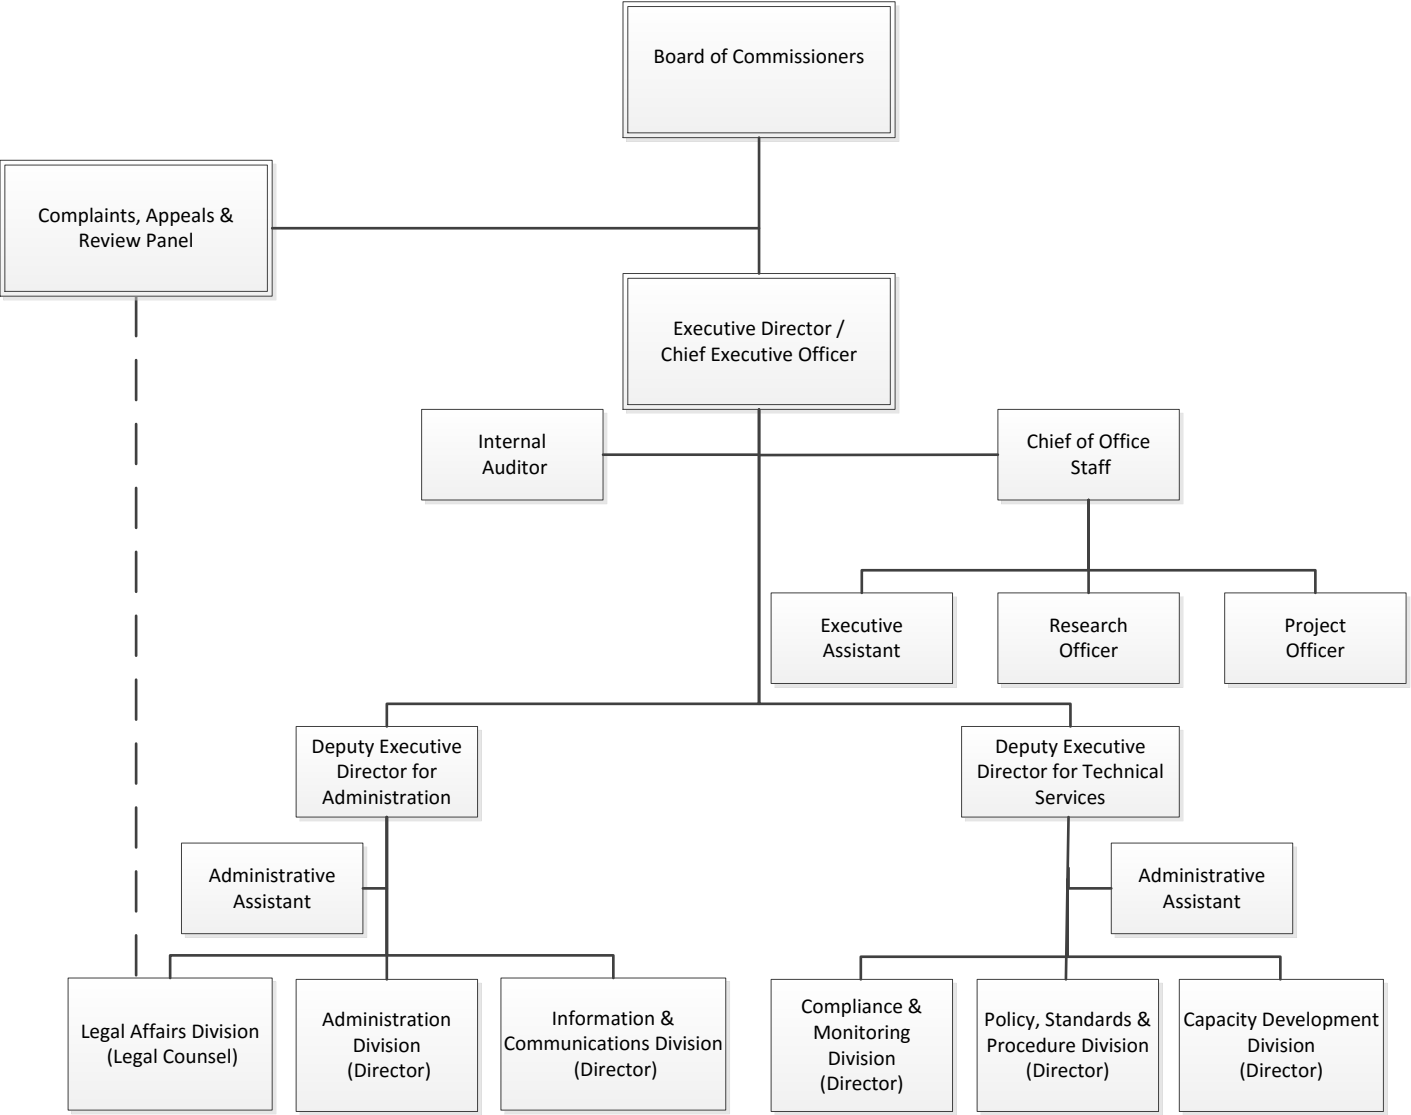 Board of Commissioners
Complaints, Appeals &
Review Panel
Executive Director /
Chief Executive Officer
Internal
Auditor
Chief of Office
Staff
Executive
Assistant
Research
Officer
Project
Officer
Deputy Executive
Director for
Administration
Deputy Executive
Director for Technical
Services
Administrative
Assistant
Administrative
Assistant
Legal Affairs Division
(Legal Counsel)
Administration
Division
(Director)
Information &
Communications Division
(Director)
Compliance &
Monitoring
Division
(Director)
Policy, Standards &
Procedure Division
(Director)
Capacity Development
Division
(Director)